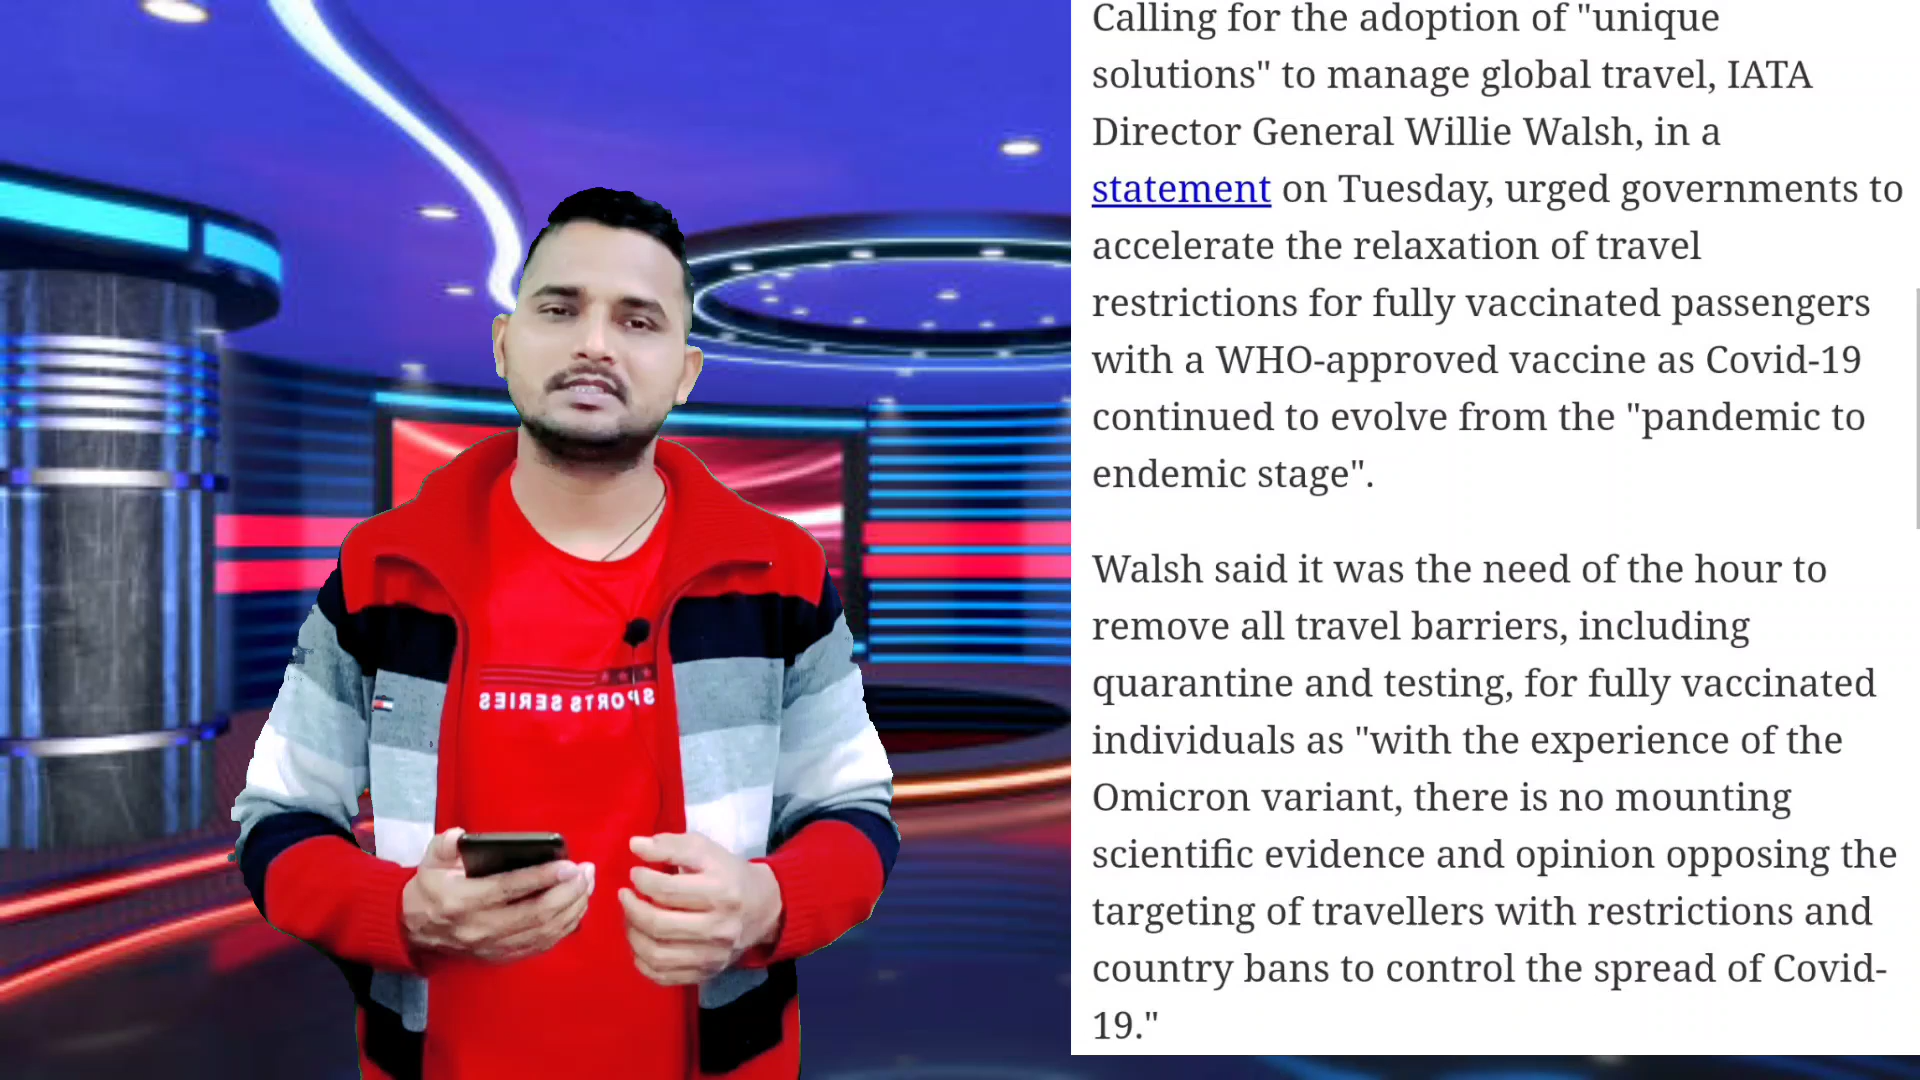 Calling for the adoption of "unique
solutions" to manage global travel, IATA
Director General Willie Walsh, in a
statement on Tuesday, urged governments to
accelerate the relaxation of travel
restrictions for fully vaccinated passengers
with a WHO-approved vaccine as Covid-19
continued to evolve from the "pandemic to
endemic stage".
Walsh said it was the need of the hour to
remove all travel barriers, including
quarantine and testing, for fully vaccinated
individuals as "with the experience of the
Omicron variant, there is no mounting
scientific evidence and opinion opposing the
targeting of travellers with restrictions and
country bans to control the spread of Covid-
19."
SPORTS SERIES